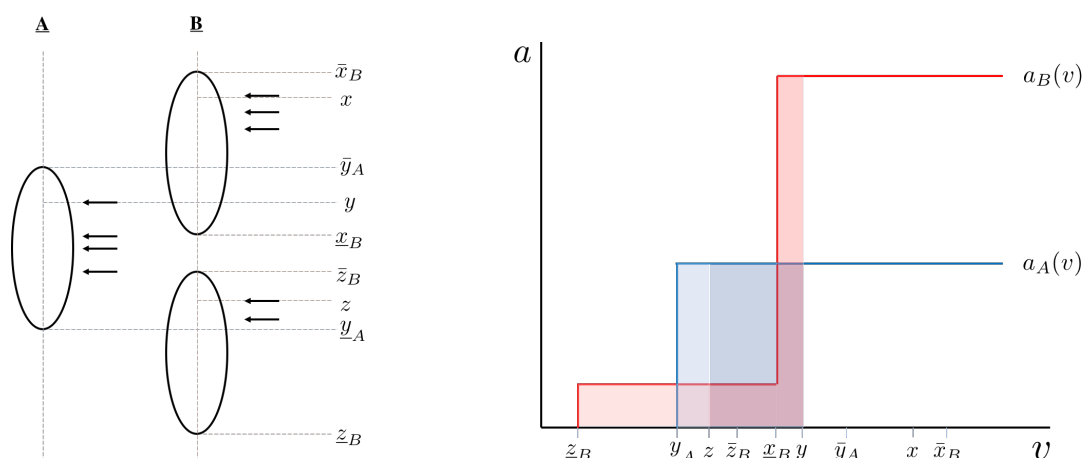 A B
x̄_B
x
ȳ_A
y
x̲_B
z̄_B
z
y̲_A
z̲_B
a
a_B(v)
a_A(v)
z̲_B y̲_A z z̄_B x̲_B y ȳ_A x x̄_B v